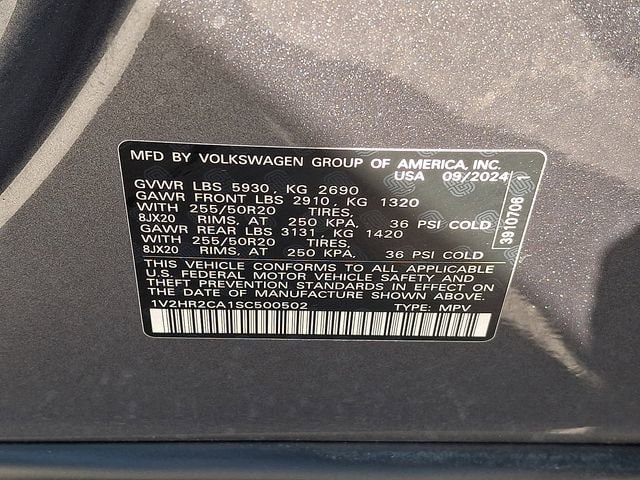 MFD BY VOLKSWAGEN GROUP OF AMERICA, INC.
USA 09/2024
GVWR LBS 5930, KG 2690
GAWR FRONT LBS 2910, KG 1320
WITH 255/50R20 TIRES,
8JX20 RIMS, AT 250 KPA. 36 PSI COLD
GAWR REAR LBS 3131, KG 1420
WITH 255/50R20 TIRES,
8JX20 RIMS, AT 250 KPA. 36 PSI COLD
THIS VEHICLE CONFORMS TO ALL APPLICABLE
U.S. FEDERAL MOTOR VEHICLE SAFETY AND
THEFT PREVENTION STANDARDS IN EFFECT ON
THE DATE OF MANUFACTURE SHOWN ABOVE.
1V2HR2CA1SC500502 TYPE: MPV
3910706 1